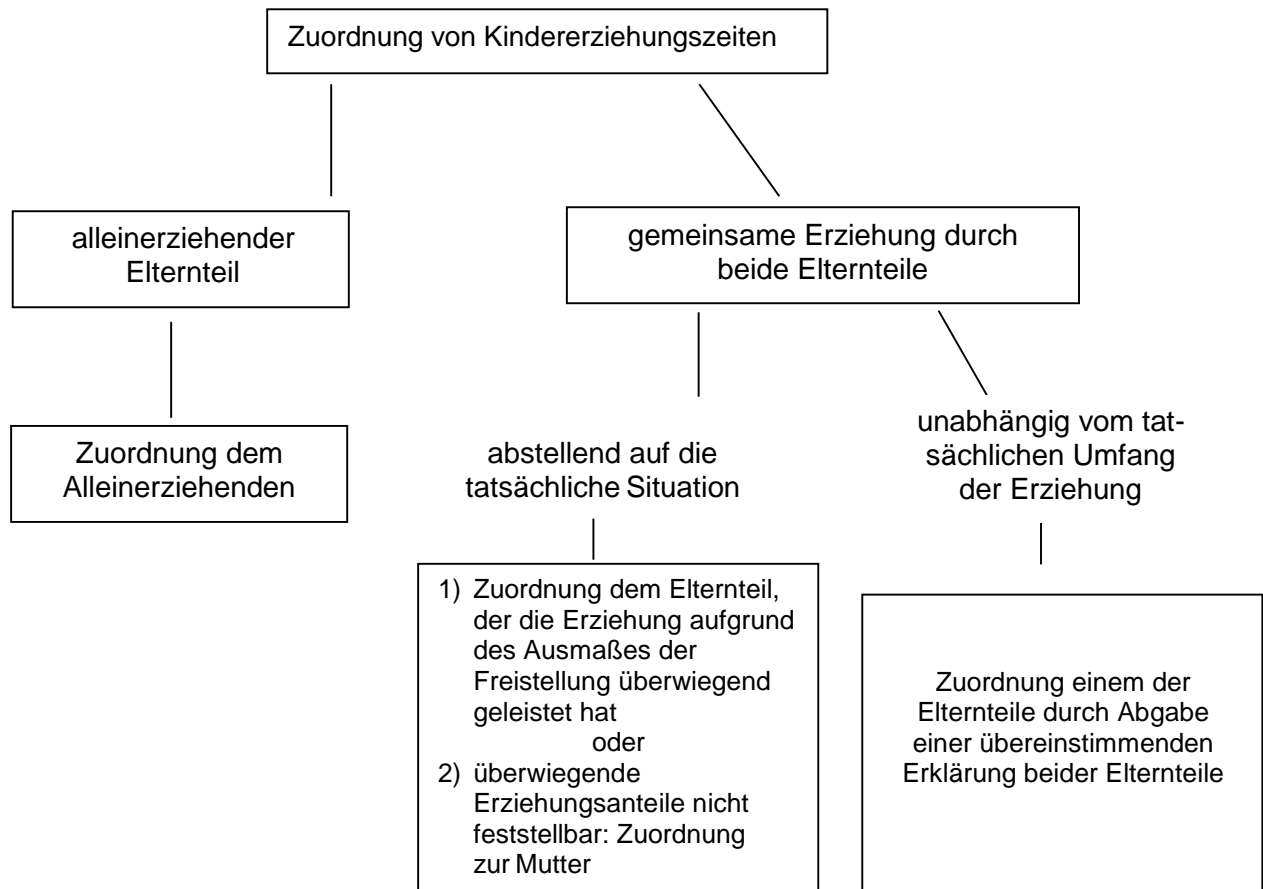 Zuordnung von Kindererziehungszeiten
alleinerziehender
Elternteil
gemeinsame Erziehung durch
beide Elternteile
Zuordnung dem
Alleinerziehenden
abstellend auf die
tatsächliche Situation
unabhängig vom tat-
sächlichen Umfang
der Erziehung
1) Zuordnung dem Elternteil,
der die Erziehung aufgrund
des Ausmaßes der
Freistellung überwiegend
geleistet hat
oder
2) überwiegende
Erziehungsanteile nicht
feststellbar: Zuordnung
zur Mutter
Zuordnung einem der
Elternteile durch Abgabe
einer übereinstimmenden
Erklärung beider Elternteile